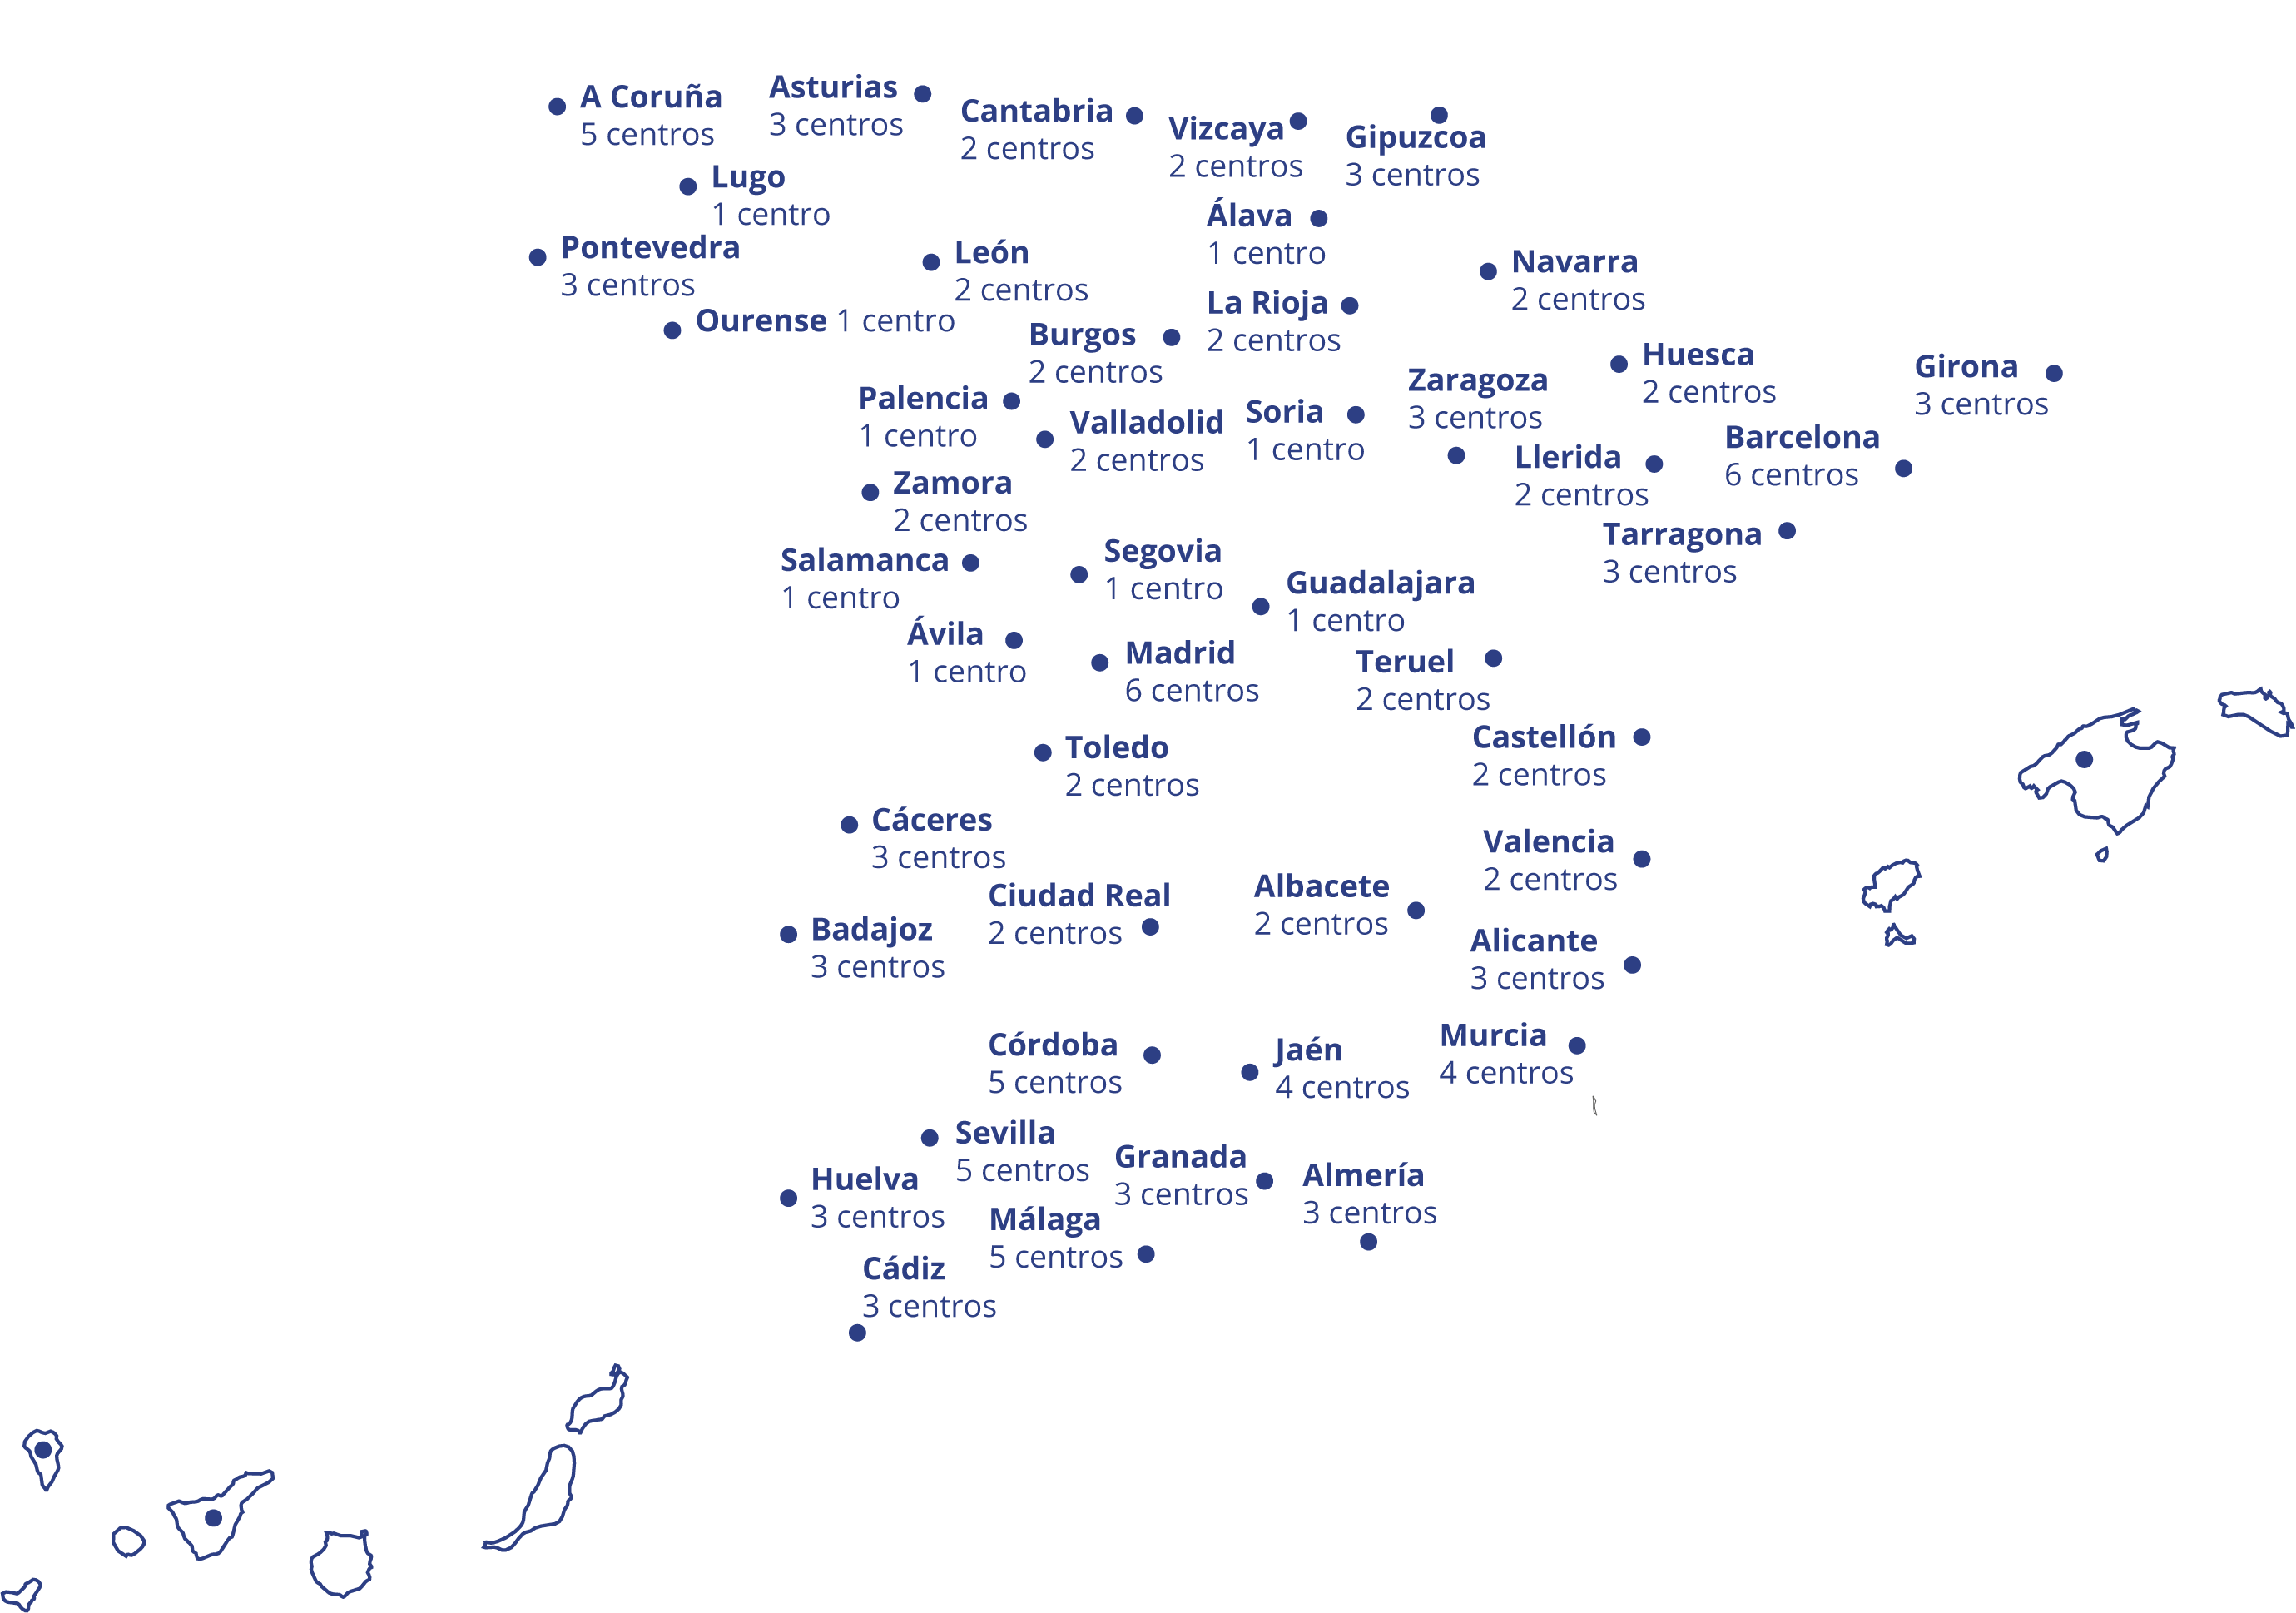 A Coruña
5 centros
Asturias
3 centros
Cantabria
2 centros
Vizcaya
2 centros
Gipuzcoa
3 centros
Lugo
1 centro
Álava
1 centro
Pontevedra
3 centros
León
2 centros
Navarra
2 centros
La Rioja
2 centros
Ourense 1 centro
Burgos
2 centros
Huesca
2 centros
Girona
3 centros
Zaragoza
3 centros
Palencia
1 centro
Valladolid
2 centros
Soria
1 centro
Barcelona
6 centros
Llerida
2 centros
Zamora
2 centros
Tarragona
3 centros
Salamanca
1 centro
Segovia
1 centro
Guadalajara
1 centro
Ávila
1 centro
Madrid
6 centros
Teruel
2 centros
Toledo
2 centros
Castellón
2 centros
Cáceres
3 centros
Valencia
2 centros
Ciudad Real
2 centros
Albacete
2 centros
Badajoz
3 centros
Alicante
3 centros
Córdoba
5 centros
Jaén
4 centros
Murcia
4 centros
Sevilla
5 centros
Granada
3 centros
Almería
3 centros
Huelva
3 centros
Málaga
5 centros
Cádiz
3 centros